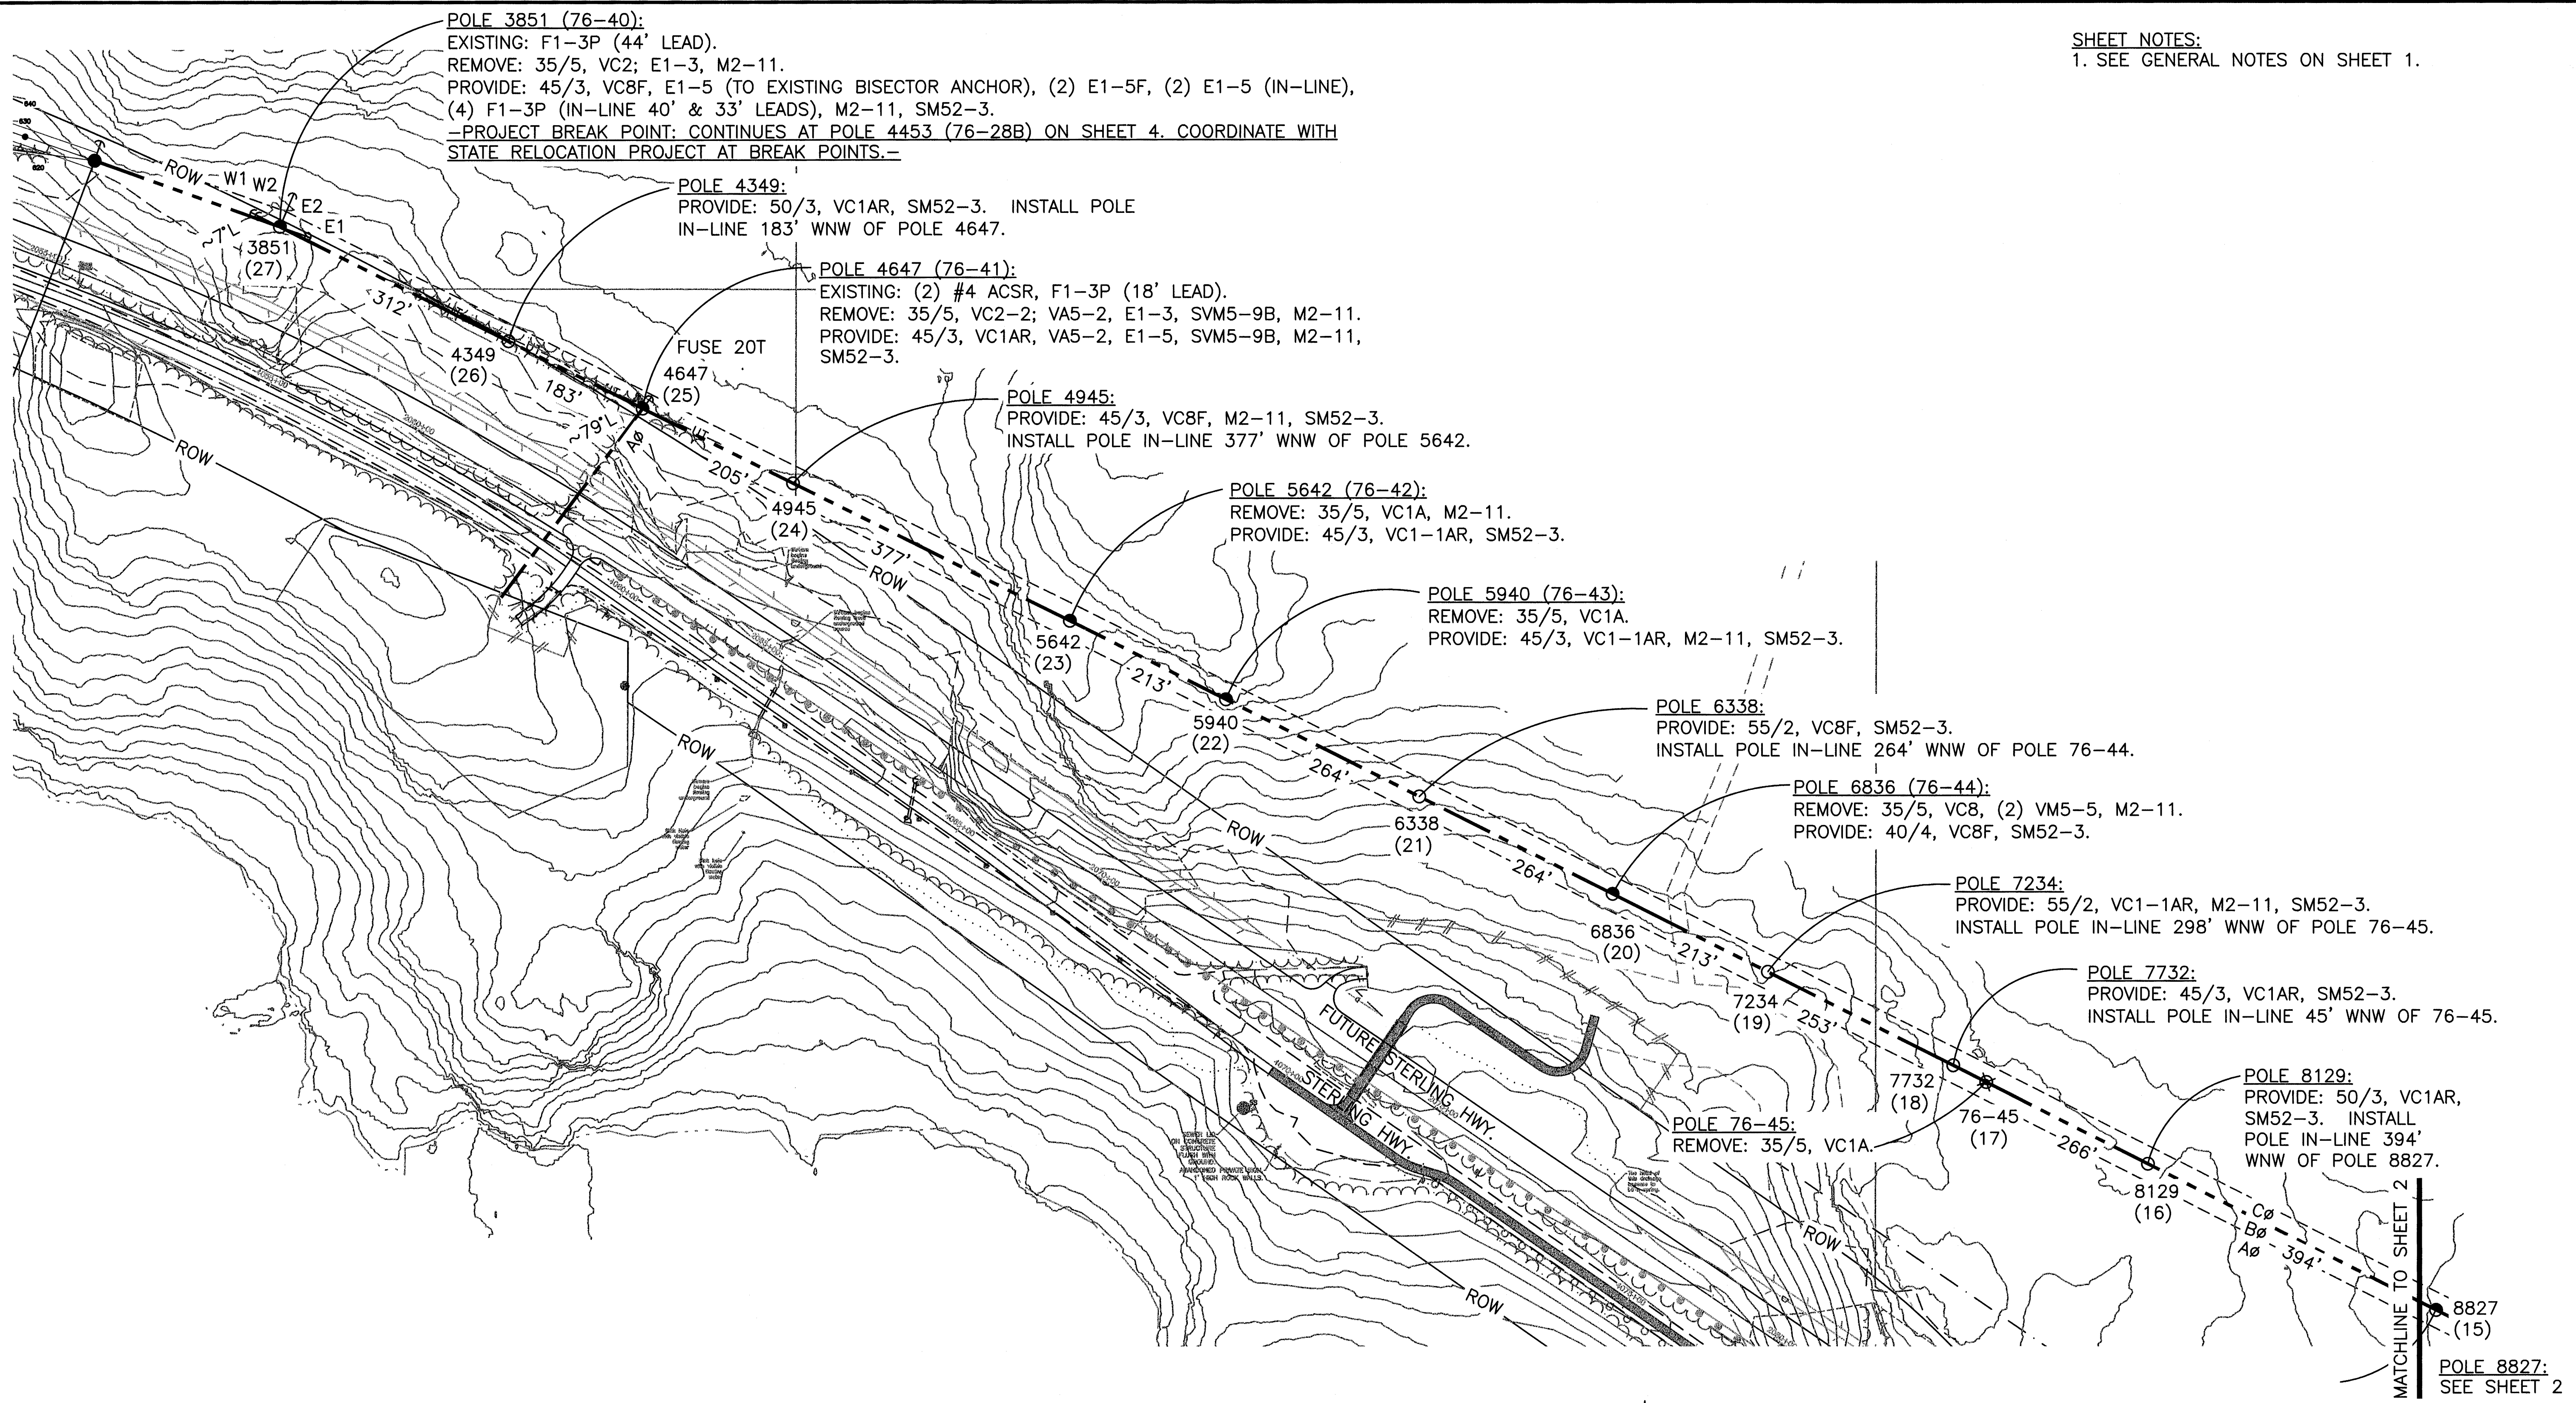 POLE 3851 (76-40):
EXISTING: F1-3P (44' LEAD).
REMOVE: 35/5, VC2; E1-3, M2-11.
PROVIDE: 45/3, VC8F, E1-5 (TO EXISTING BISECTOR ANCHOR), (2) E1-5F, (2) E1-5 (IN-LINE),
(4) F1-3P (IN-LINE 40' & 33' LEADS), M2-11, SM52-3.
-PROJECT BREAK POINT: CONTINUES AT POLE 4453 (76-28B) ON SHEET 4. COORDINATE WITH
STATE RELOCATION PROJECT AT BREAK POINTS.-
SHEET NOTES:
1. SEE GENERAL NOTES ON SHEET 1.
640
630
620
ROW
W1 W2
E2
E1
~7°L
3851
(27)
312'
POLE 4349:
PROVIDE: 50/3, VC1AR, SM52-3. INSTALL POLE
IN-LINE 183' WNW OF POLE 4647.
4349
(26)
183'
POLE 4647 (76-41):
EXISTING: (2) #4 ACSR, F1-3P (18' LEAD).
REMOVE: 35/5, VC2-2; VA5-2, E1-3, SVM5-9B, M2-11.
PROVIDE: 45/3, VC1AR, VA5-2, E1-5, SVM5-9B, M2-11,
SM52-3.
FUSE 20T
4647
(25)
~79°L
AØ
UT
205'
POLE 4945:
PROVIDE: 45/3, VC8F, M2-11, SM52-3.
INSTALL POLE IN-LINE 377' WNW OF POLE 5642.
4945
(24)
377'
ROW
ROW
POLE 5642 (76-42):
REMOVE: 35/5, VC1A, M2-11.
PROVIDE: 45/3, VC1-1AR, SM52-3.
5642
(23)
213'
POLE 5940 (76-43):
REMOVE: 35/5, VC1A.
PROVIDE: 45/3, VC1-1AR, M2-11, SM52-3.
5940
(22)
264'
POLE 6338:
PROVIDE: 55/2, VC8F, SM52-3.
INSTALL POLE IN-LINE 264' WNW OF POLE 76-44.
6338
(21)
264'
ROW
ROW
POLE 6836 (76-44):
REMOVE: 35/5, VC8, (2) VM5-5, M2-11.
PROVIDE: 40/4, VC8F, SM52-3.
6836
(20)
213'
POLE 7234:
PROVIDE: 55/2, VC1-1AR, M2-11, SM52-3.
INSTALL POLE IN-LINE 298' WNW OF POLE 76-45.
7234
(19)
253'
POLE 7732:
PROVIDE: 45/3, VC1AR, SM52-3.
INSTALL POLE IN-LINE 45' WNW OF 76-45.
7732
(18)
76-45
(17)
266'
POLE 76-45:
REMOVE: 35/5, VC1A.
FUTURE STERLING HWY.
STERLING HWY.
POLE 8129:
PROVIDE: 50/3, VC1AR,
SM52-3. INSTALL
POLE IN-LINE 394'
WNW OF POLE 8827.
8129
(16)
CØ
BØ
AØ
394'
ROW
ROW
MATCHLINE TO SHEET 2
8827
(15)
POLE 8827:
SEE SHEET 2